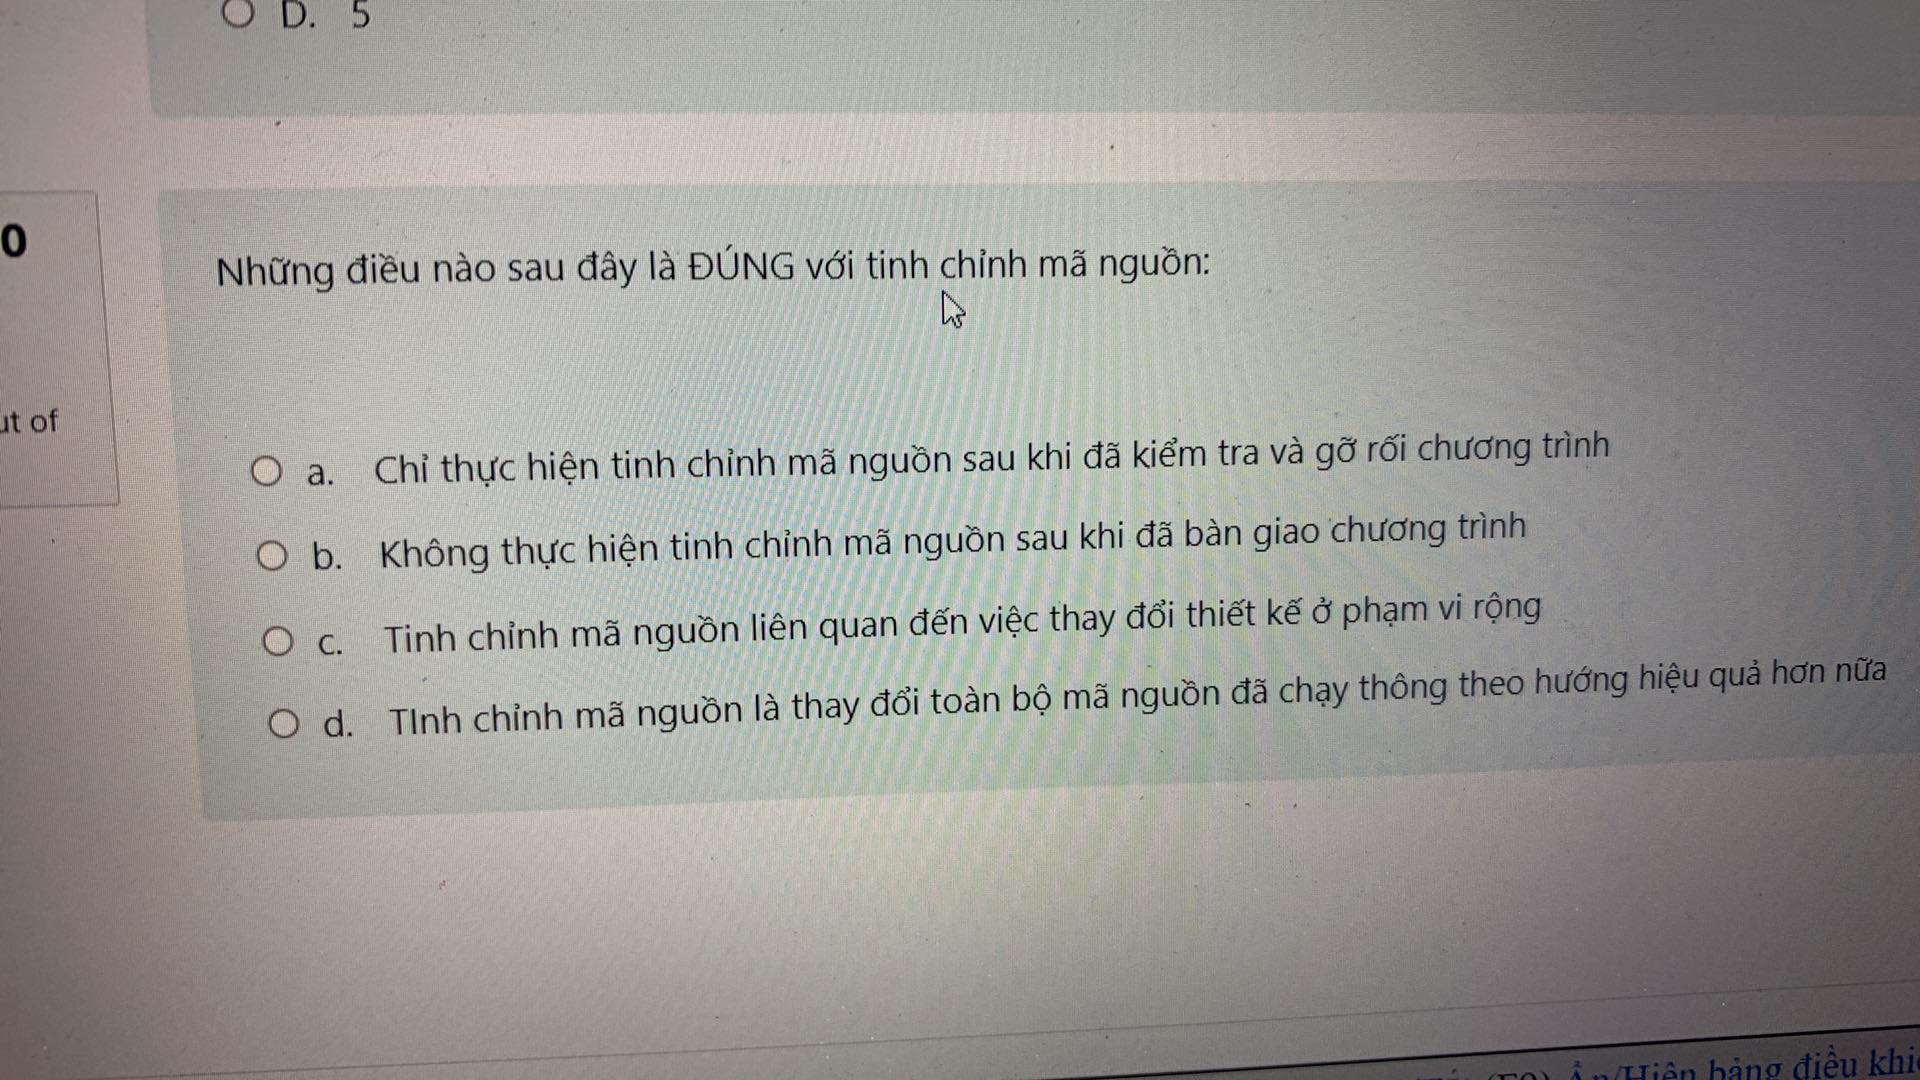 D. 5
0
Những điều nào sau đây là ĐÚNG với tinh chỉnh mã nguồn:
ut of
a. Chỉ thực hiện tinh chỉnh mã nguồn sau khi đã kiểm tra và gỡ rối chương trình
b. Không thực hiện tinh chỉnh mã nguồn sau khi đã bàn giao chương trình
c. Tinh chỉnh mã nguồn liên quan đến việc thay đổi thiết kế ở phạm vi rộng
d. TInh chỉnh mã nguồn là thay đổi toàn bộ mã nguồn đã chạy thông theo hướng hiệu quả hơn nữa
Ẩn/Hiện bảng điều khi